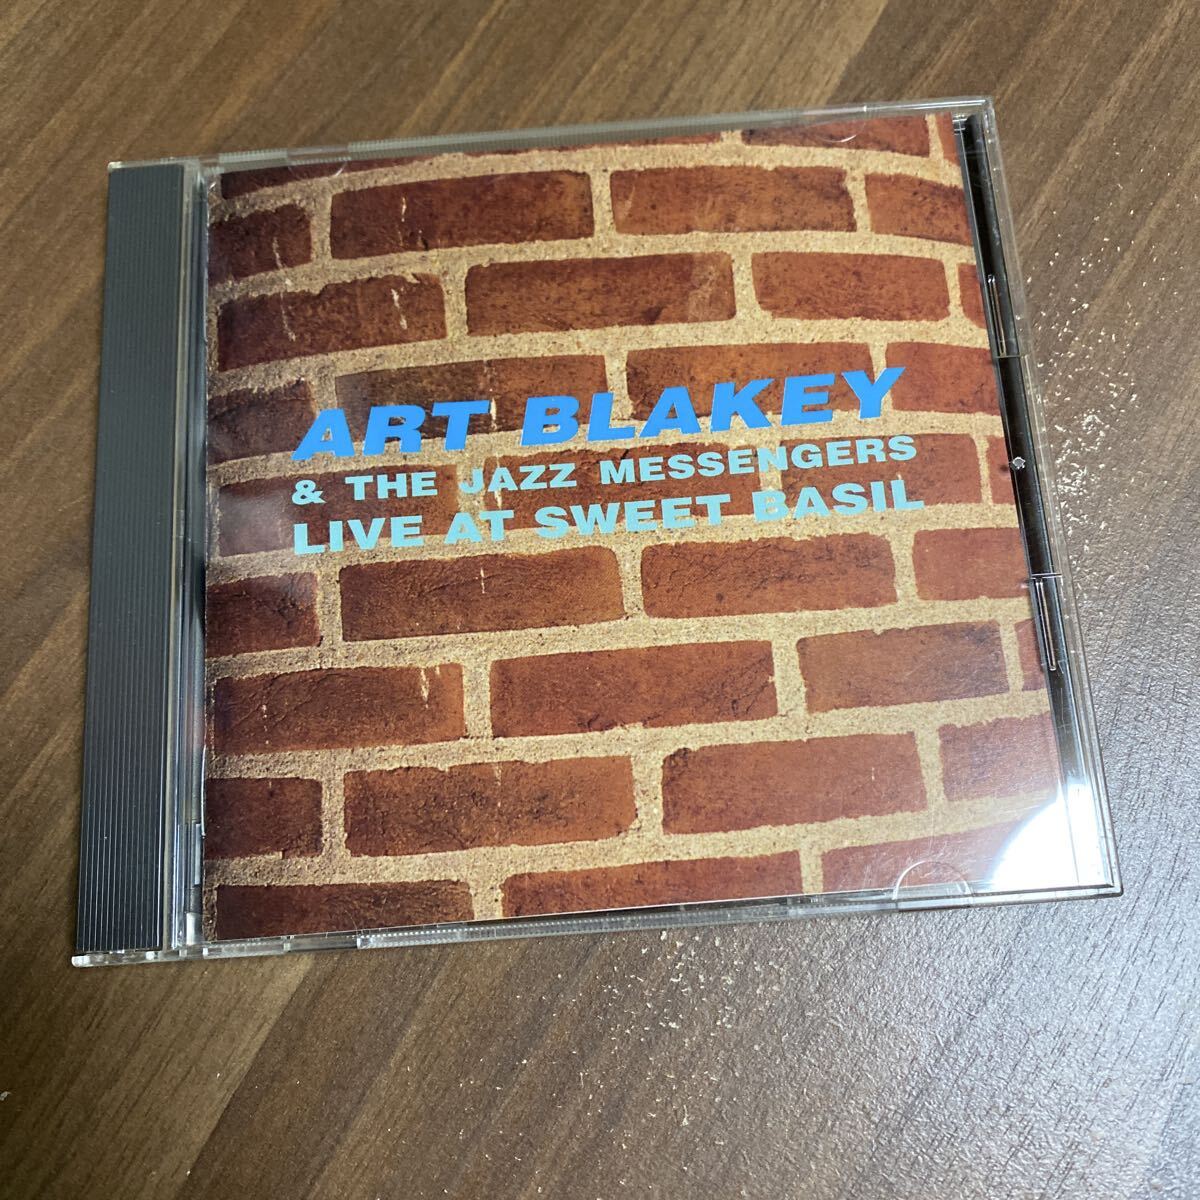 ART BLAKEY
& THE JAZZ MESSENGERS
LIVE AT SWEET BASIL